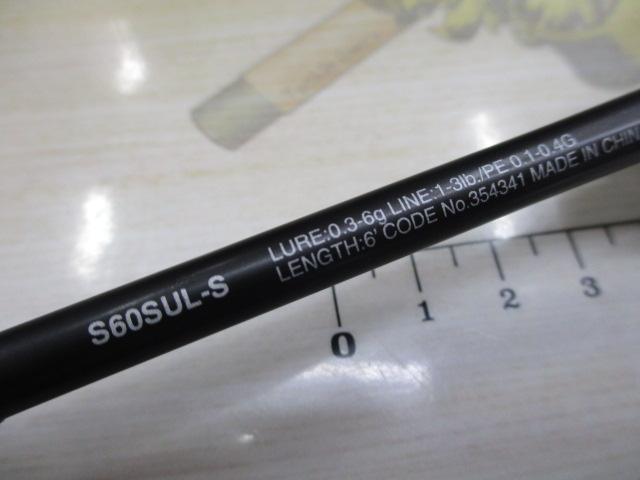 S60SUL-S
LURE:0.3-6g LINE:1-3lb./PE 0.1-0.4G
LENGTH:6' CODE No.354341 MADE IN CHIN
0 1 2 3